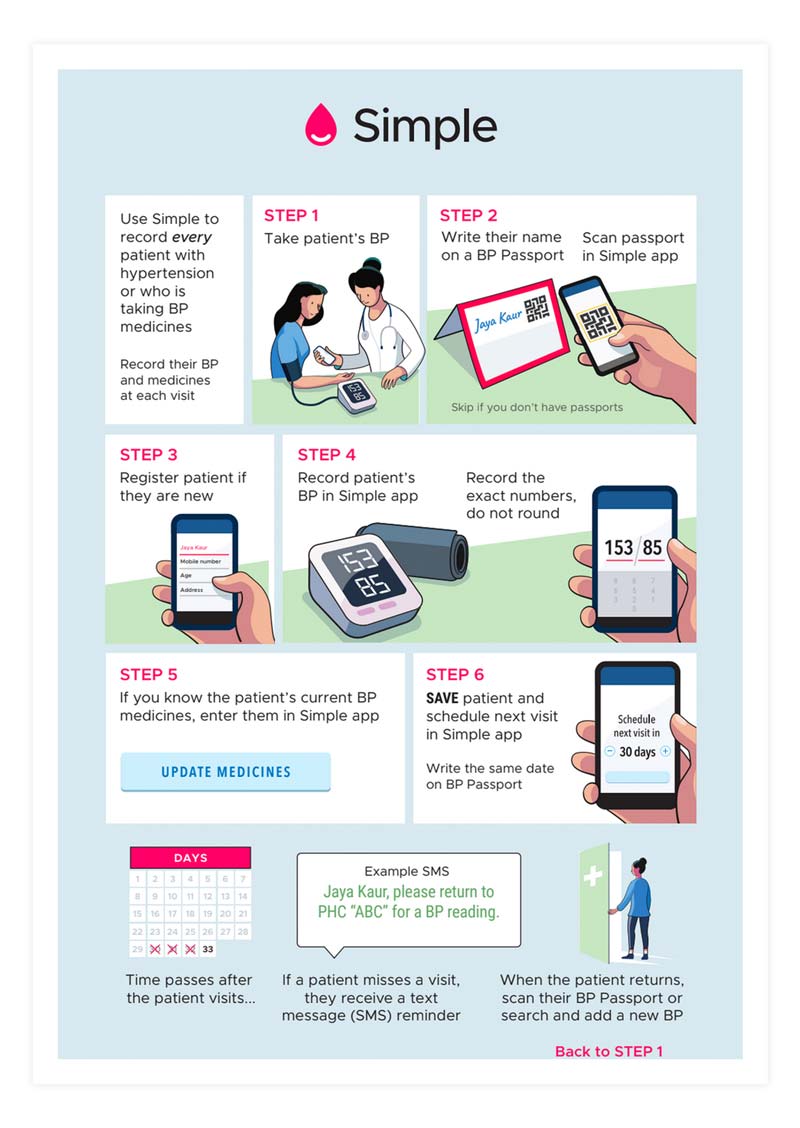 Simple
Use Simple to
record every
patient with
hypertension
or who is
taking BP
medicines
Record their BP
and medicines
at each visit
STEP 1
Take patient's BP
153
85
STEP 2
Write their name
on a BP Passport
Scan passport
in Simple app
Jaya Kaur
Skip if you don't have passports
STEP 3
Register patient if
they are new
Jaya Kaur
Mobile number
Age
Address
STEP 4
Record patient's
BP in Simple app
Record the
exact numbers,
do not round
153
85
153/85
STEP 5
If you know the patient's current BP
medicines, enter them in Simple app
UPDATE MEDICINES
STEP 6
SAVE patient and
schedule next visit
in Simple app
Write the same date
on BP Passport
Schedule
next visit in
30 days
DAYS
1 2 3 4 5 6 7
8 9 10 11 12 13 14
15 16 17 18 19 20 21
22 23 24 25 26 27 28
29 33
Example SMS
Jaya Kaur, please return to
PHC "ABC" for a BP reading.
Time passes after
the patient visits...
If a patient misses a visit,
they receive a text
message (SMS) reminder
When the patient returns,
scan their BP Passport or
search and add a new BP
Back to STEP 1